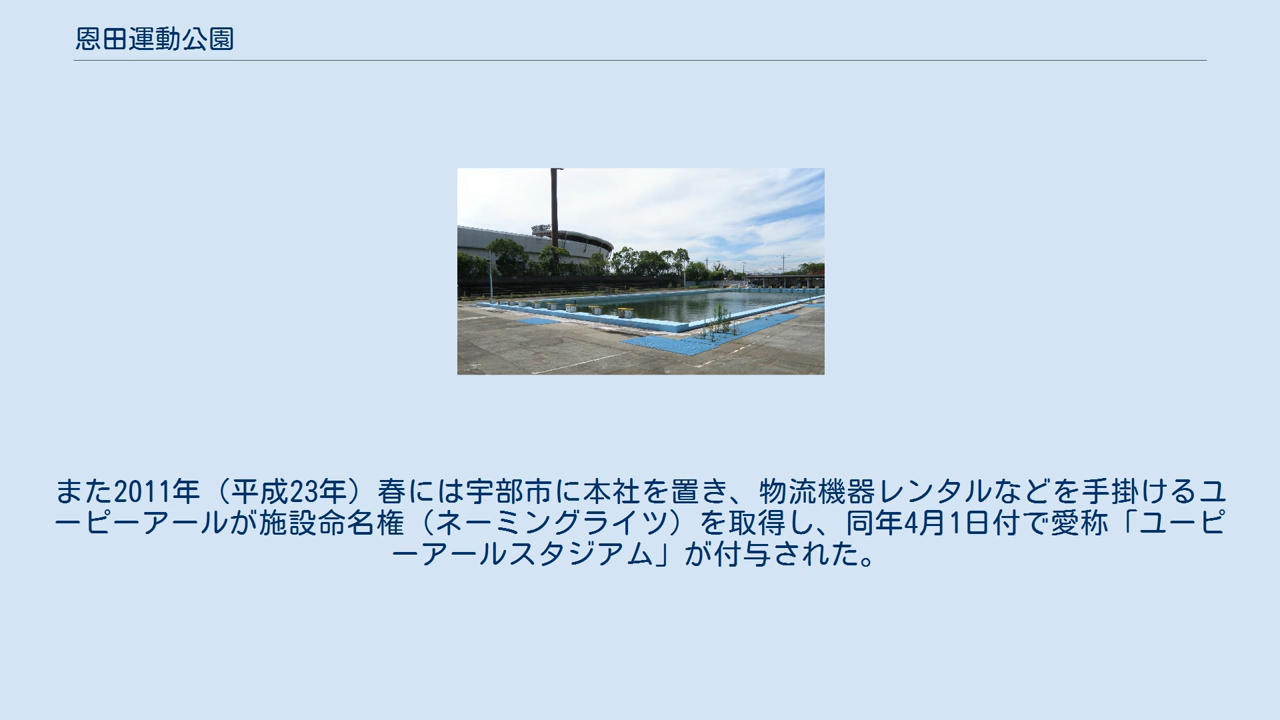 恩田運動公園
また2011年（平成23年）春には宇部市に本社を置き、物流機器レンタルなどを手掛けるユ
ーピーアールが施設命名権（ネーミングライツ）を取得し、同年4月1日付で愛称「ユーピ
ーアールスタジアム」が付与された。